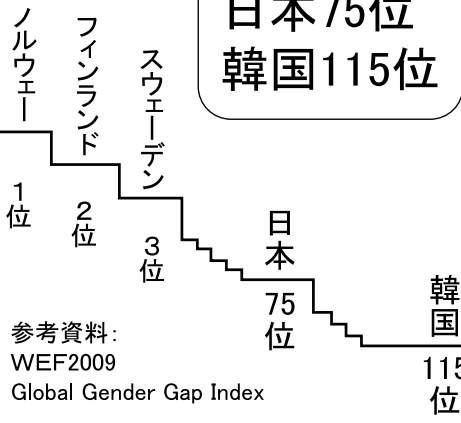 日本75位
韓国115位
ノルウェー
1位
フィンランド
2位
スウェーデン
3位
日本
75位
韓国
115位
参考資料:
WEF2009
Global Gender Gap Index